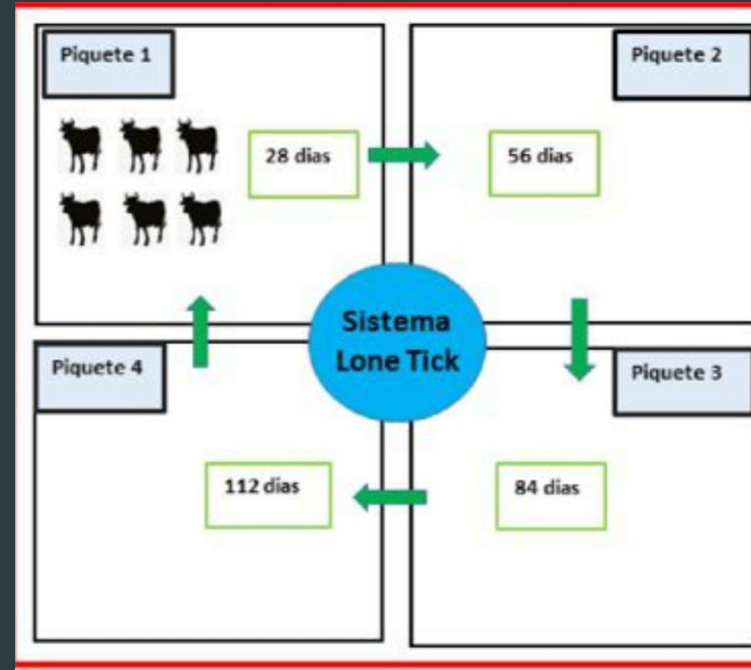 Piquete 1
Piquete 2
28 dias
56 dias
Sistema
Lone Tick
Piquete 4
Piquete 3
112 dias
84 dias